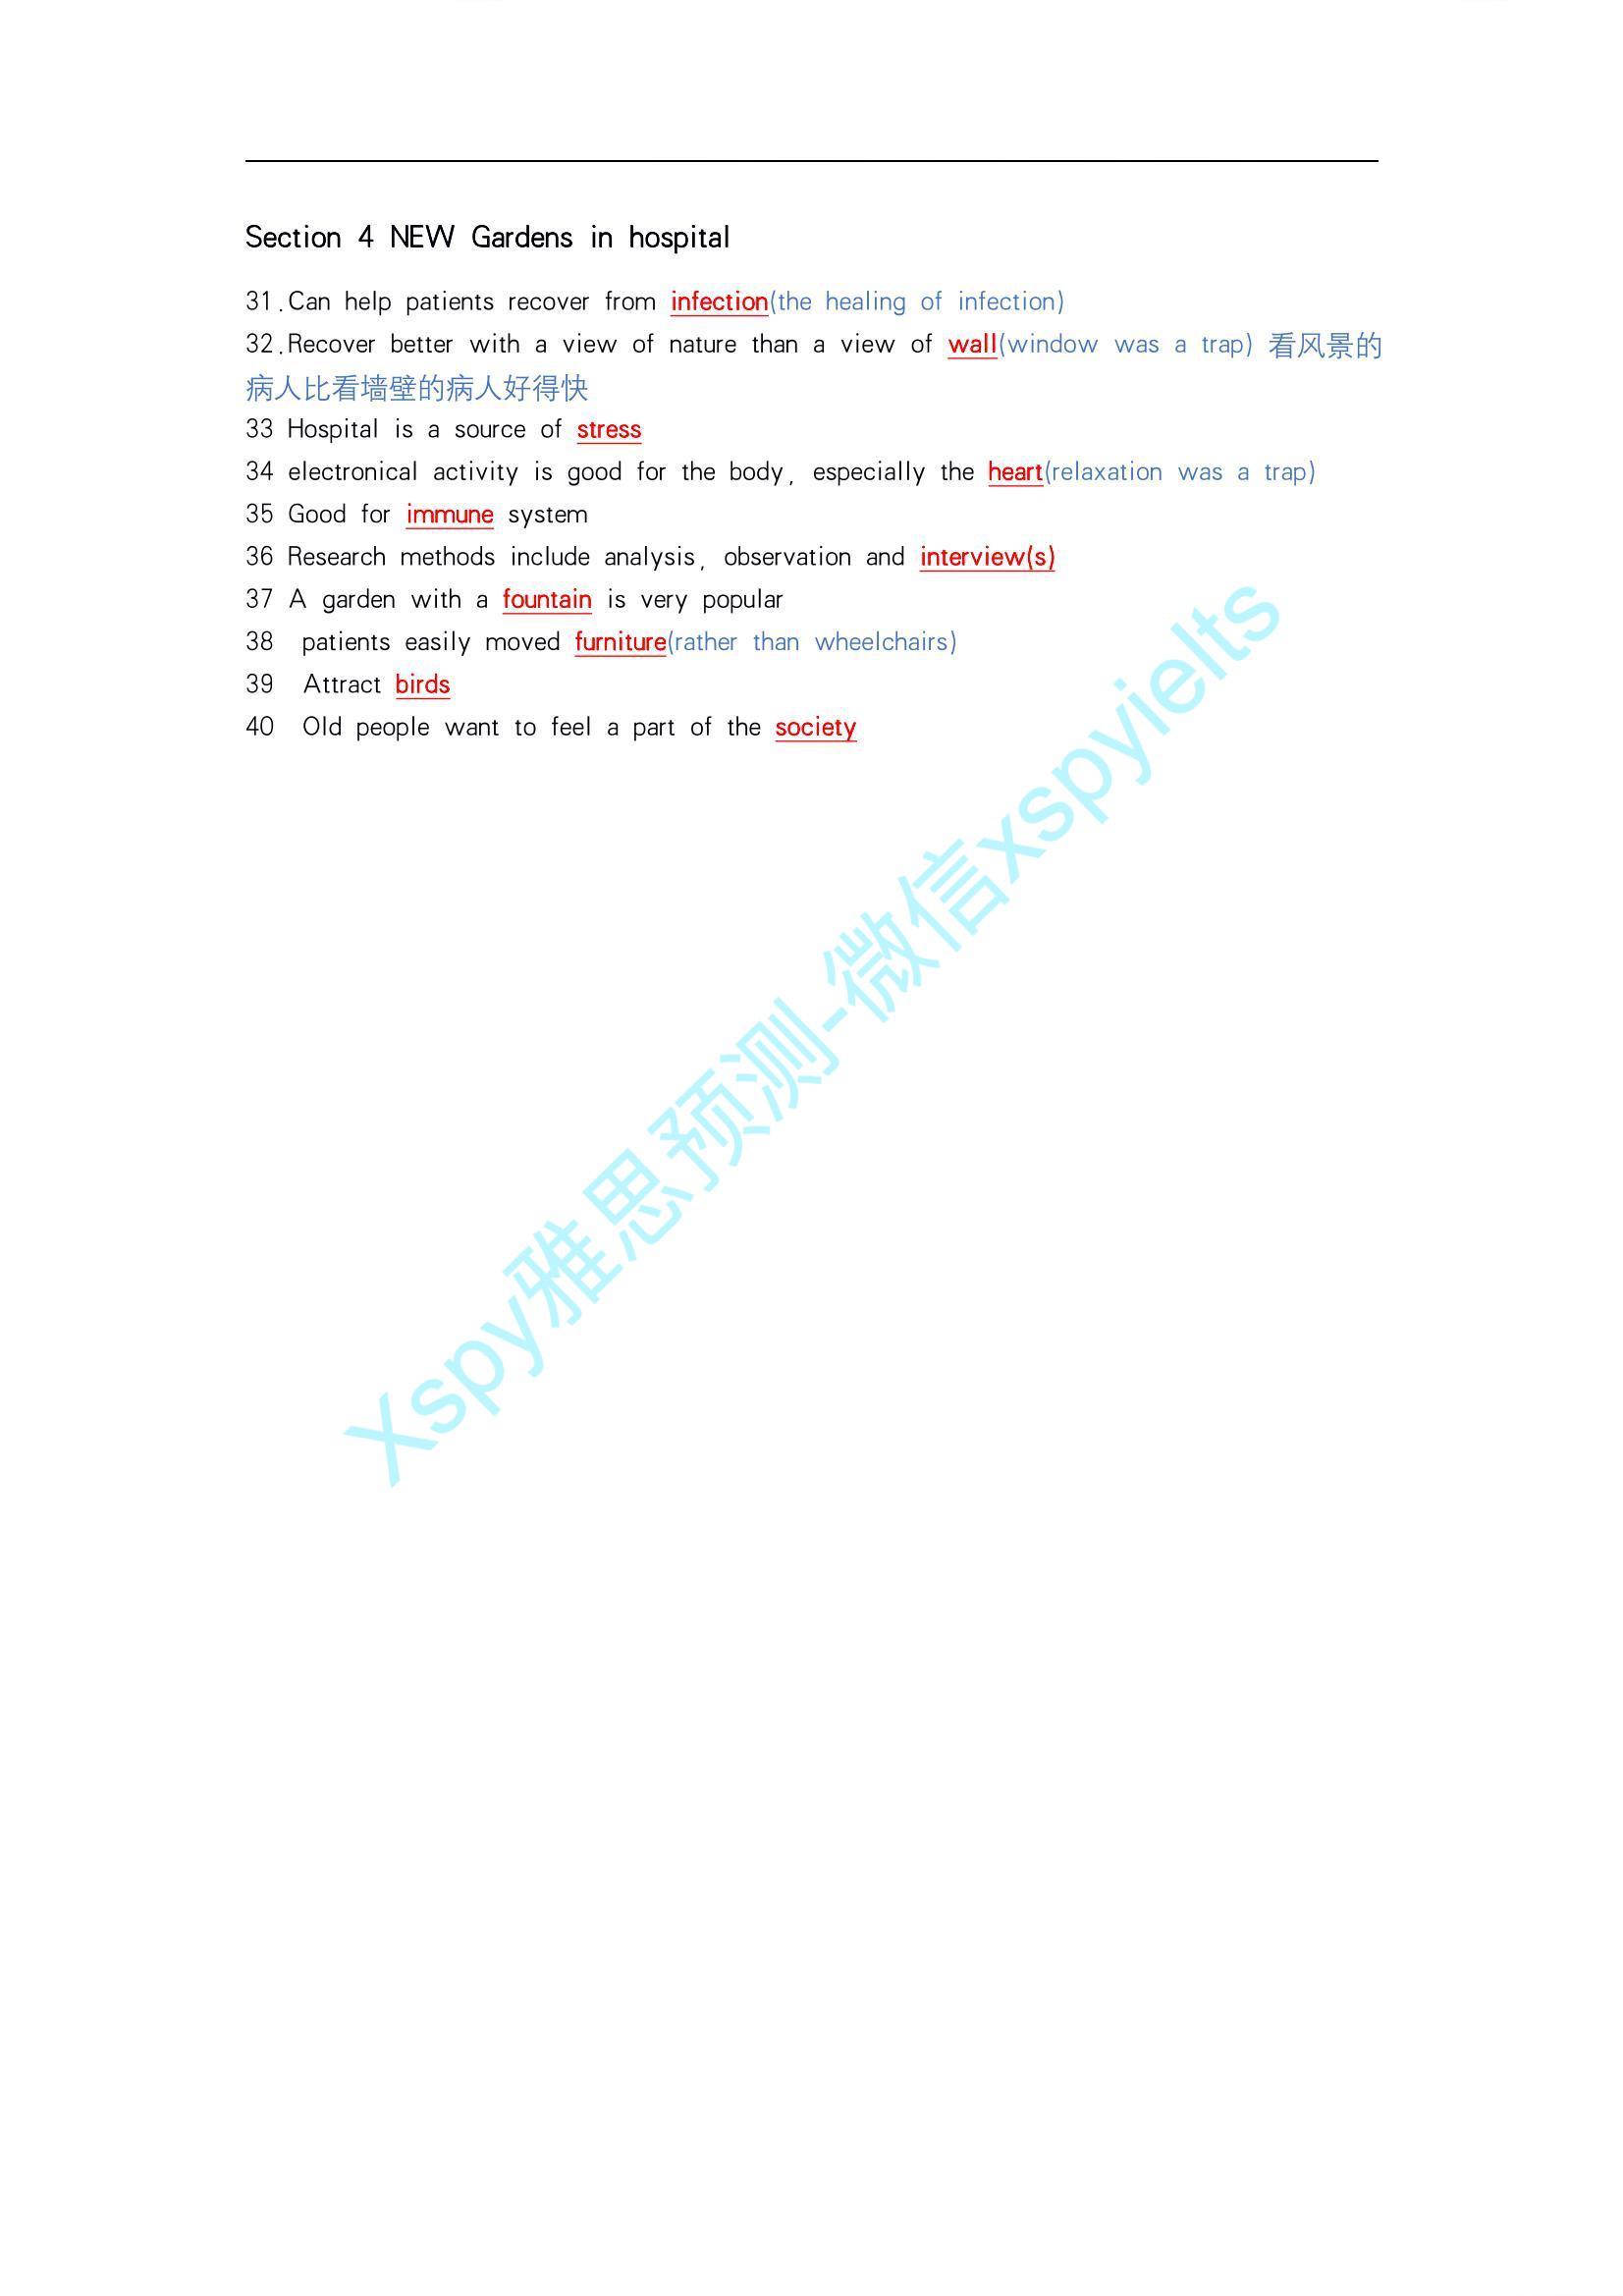 Section 4 NEW Gardens in hospital
31.Can help patients recover from infection(the healing of infection)
32.Recover better with a view of nature than a view of wall(window was a trap) 看风景的
病人比看墙壁的病人好得快
33 Hospital is a source of stress
34 electronical activity is good for the body, especially the heart(relaxation was a trap)
35 Good for immune system
36 Research methods include analysis, observation and interview(s)
37 A garden with a fountain is very popular
38 patients easily moved furniture(rather than wheelchairs)
39 Attract birds
40 Old people want to feel a part of the society
Xspy雅思预测-微信xspyielts